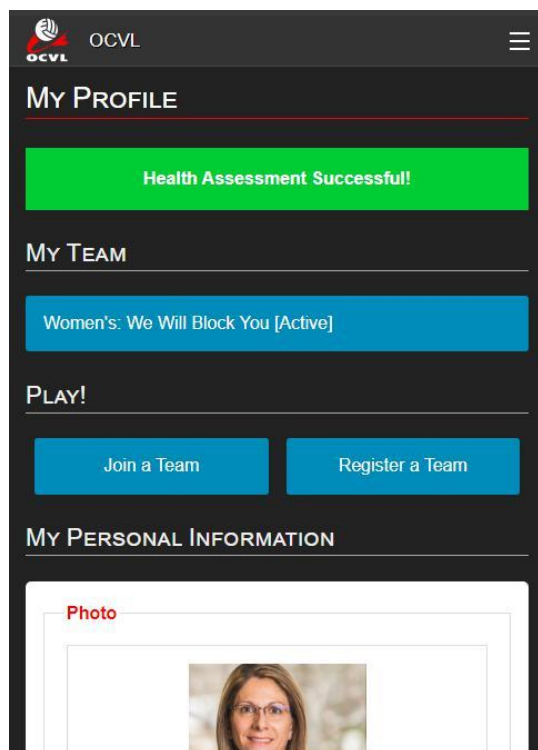 OCVL
OCVL
My Profile
Health Assessment Successful!
My Team
Women's: We Will Block You [Active]
Play!
Join a Team
Register a Team
My Personal Information
Photo